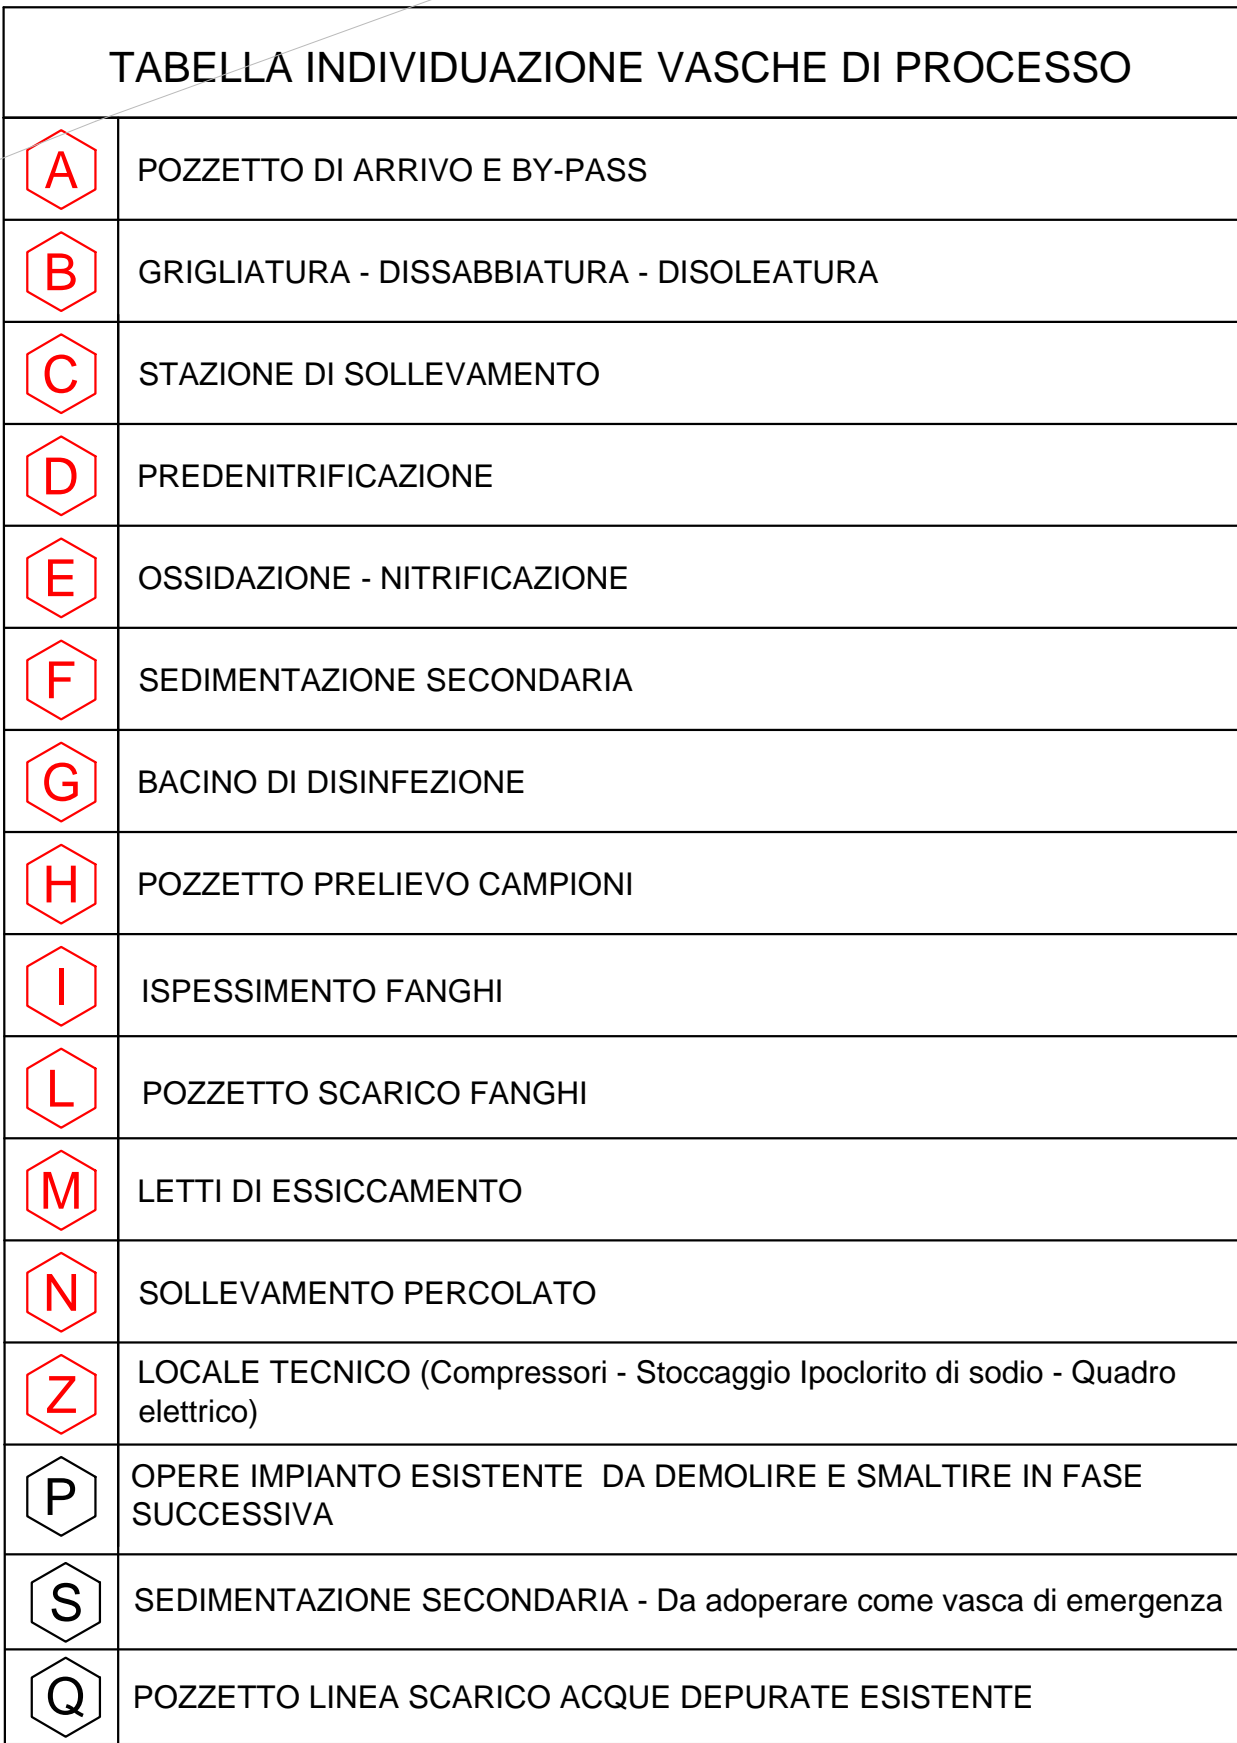 TABELLA INDIVIDUAZIONE VASCHE DI PROCESSO
A POZZETTO DI ARRIVO E BY-PASS
B GRIGLIATURA - DISSABBIATURA - DISOLEATURA
C STAZIONE DI SOLLEVAMENTO
D PREDENITRIFICAZIONE
E OSSIDAZIONE - NITRIFICAZIONE
F SEDIMENTAZIONE SECONDARIA
G BACINO DI DISINFEZIONE
H POZZETTO PRELIEVO CAMPIONI
I ISPESSIMENTO FANGHI
L POZZETTO SCARICO FANGHI
M LETTI DI ESSICCAMENTO
N SOLLEVAMENTO PERCOLATO
Z LOCALE TECNICO (Compressori - Stoccaggio Ipoclorito di sodio - Quadro
elettrico)
P OPERE IMPIANTO ESISTENTE DA DEMOLIRE E SMALTIRE IN FASE
SUCCESSIVA
S SEDIMENTAZIONE SECONDARIA - Da adoperare come vasca di emergenza
Q POZZETTO LINEA SCARICO ACQUE DEPURATE ESISTENTE